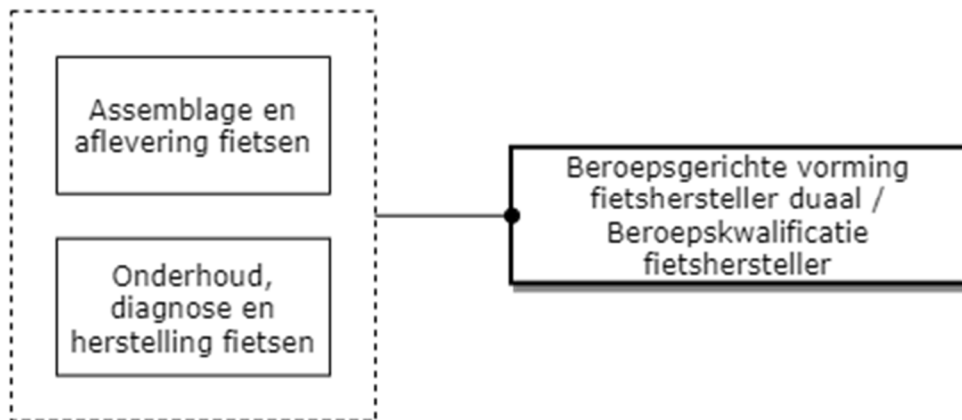 Assemblage en
aflevering fietsen
Onderhoud,
diagnose en
herstelling fietsen
Beroepsgerichte vorming
fietshersteller duaal /
Beroepskwalificatie
fietshersteller